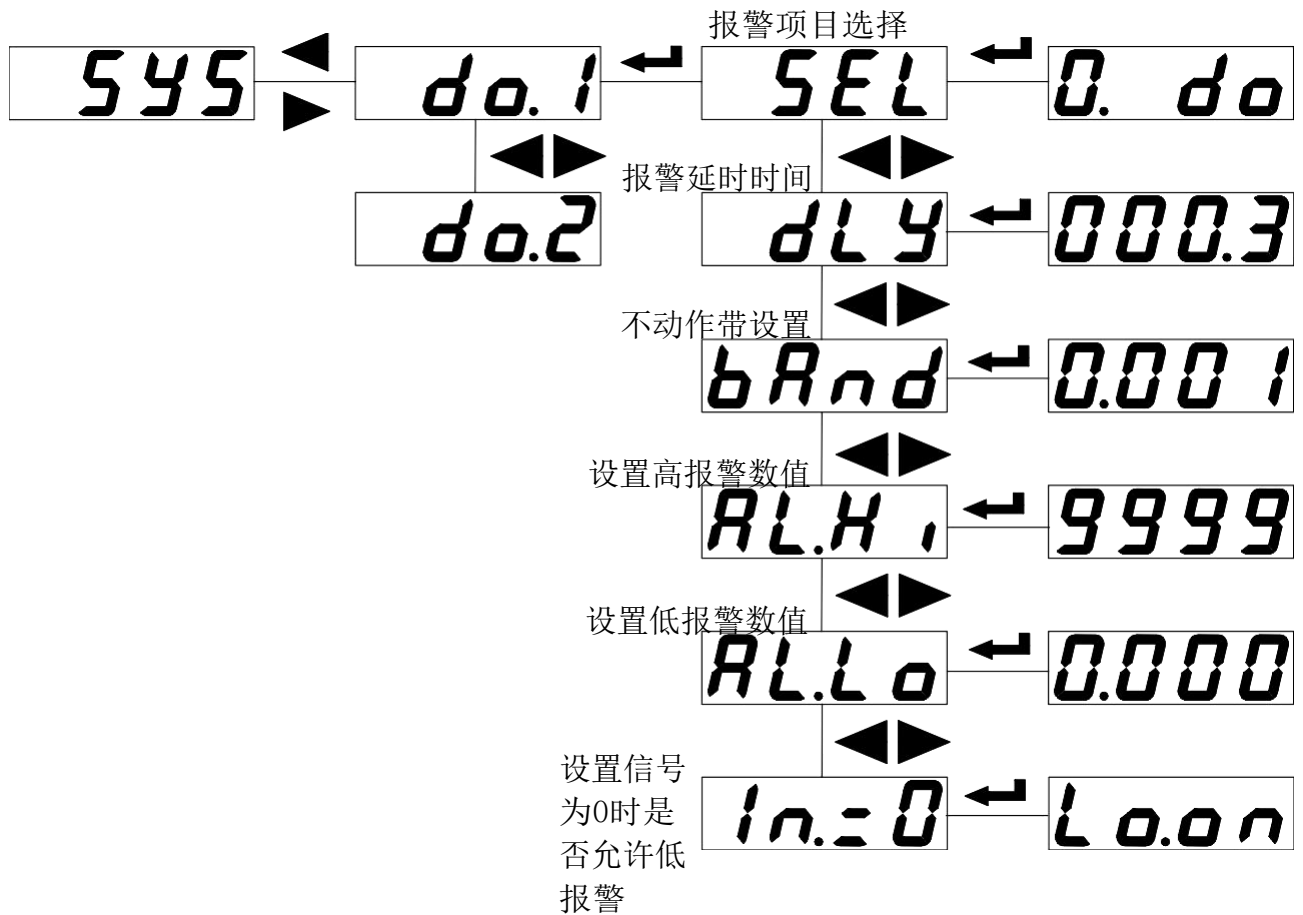 报警项目选择
SYS
do.1
SEL
0. do
报警延时时间
do.2
dLY
000.3
不动作带设置
bAnd
0.001
设置高报警数值
AL.Hi
9999
设置低报警数值
AL.Lo
0.000
设置信号
为0时是
否允许低
报警
In.=0
Lo.on